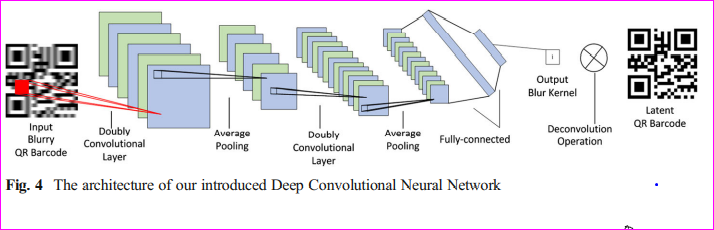 Input
Blurry
QR Barcode
Doubly
Convolutional
Layer
Average
Pooling
Doubly
Convolutional
Layer
Average
Pooling
Fully-connected
Output
Blur Kernel
Deconvolution
Operation
Latent
QR Barcode
Fig. 4 The architecture of our introduced Deep Convolutional Neural Network